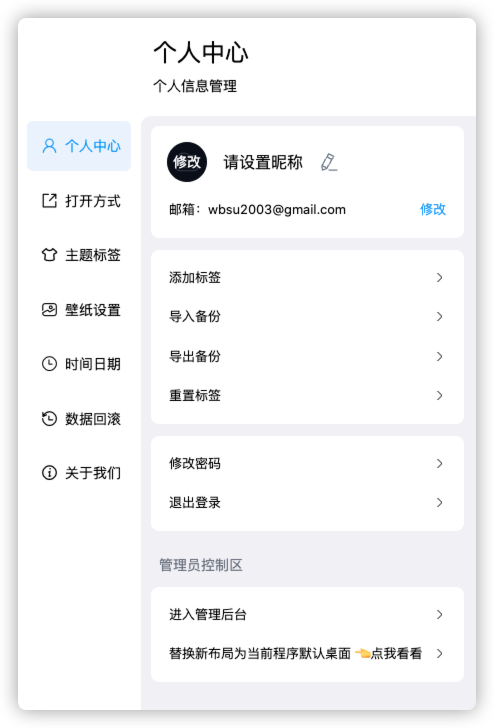 个人中心
个人信息管理
个人中心
打开方式
主题标签
壁纸设置
时间日期
数据回滚
关于我们
修改 请设置昵称
邮箱：wbsu2003@gmail.com 修改
添加标签
导入备份
导出备份
重置标签
修改密码
退出登录
管理员控制区
进入管理后台
替换新布局为当前程序默认桌面 👈点我看看